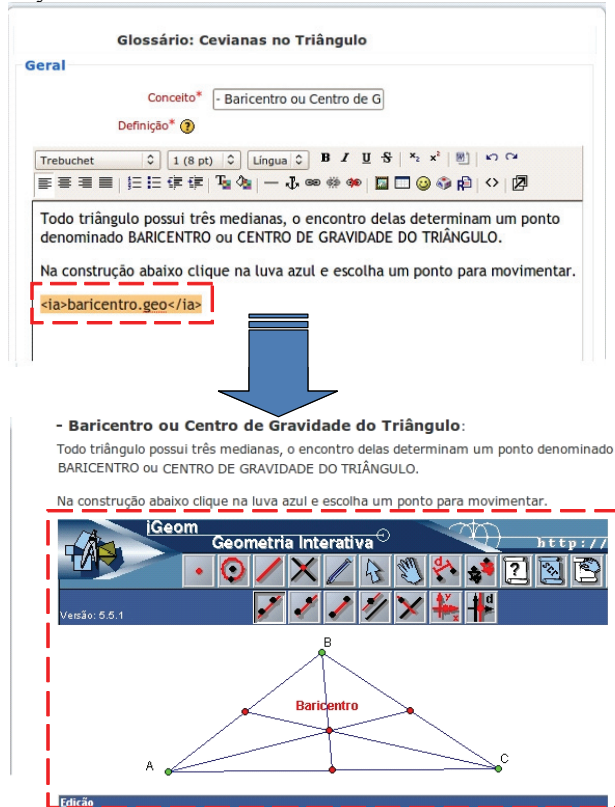 Glossário: Cevianas no Triângulo
Geral
Conceito* - Baricentro ou Centro de G
Definição* ?
Trebuchet 1 (8 pt) Língua B I U S x₂ x²
Todo triângulo possui três medianas, o encontro delas determinam um ponto
denominado BARICENTRO ou CENTRO DE GRAVIDADE DO TRIÂNGULO.
Na construção abaixo clique na luva azul e escolha um ponto para movimentar.
<ia>baricentro.geo</ia>
- Baricentro ou Centro de Gravidade do Triângulo:
Todo triângulo possui três medianas, o encontro delas determinam um ponto denominado
BARICENTRO ou CENTRO DE GRAVIDADE DO TRIÂNGULO.
Na construção abaixo clique na luva azul e escolha um ponto para movimentar.
iGeom
Geometria Interativa
http://
Versão: 5.5.1
B
Baricentro
A
C
Edicão